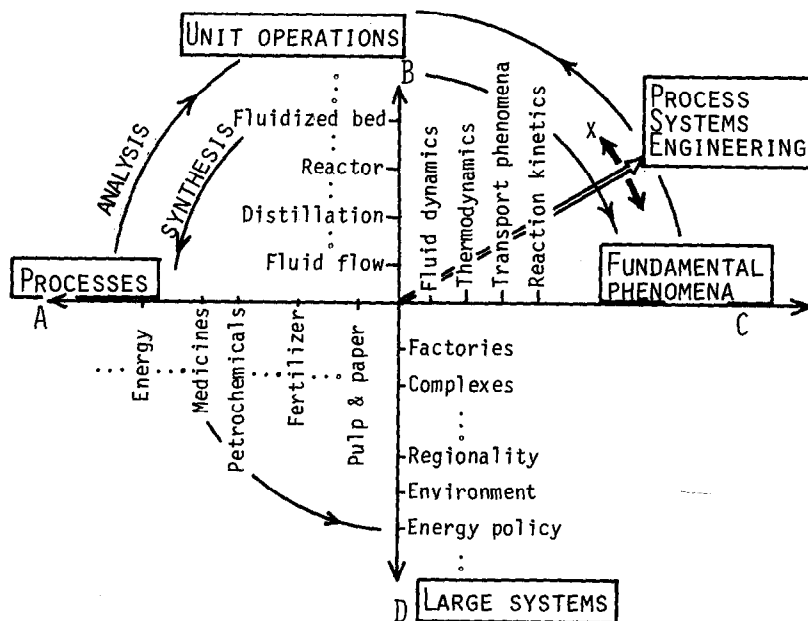 UNIT OPERATIONS
B
PROCESS
SYSTEMS
ENGINEERING
X
ANALYSIS
SYNTHESIS
Fluidized bed
Reactor
Distillation
Fluid flow
Fluid dynamics
Thermodynamics
Transport phenomena
Reaction kinetics
PROCESSES
FUNDAMENTAL
PHENOMENA
A
C
Energy
Medicines
Petrochemicals
Fertilizer
Pulp & paper
Factories
Complexes
Regionality
Environment
Energy policy
D
LARGE SYSTEMS